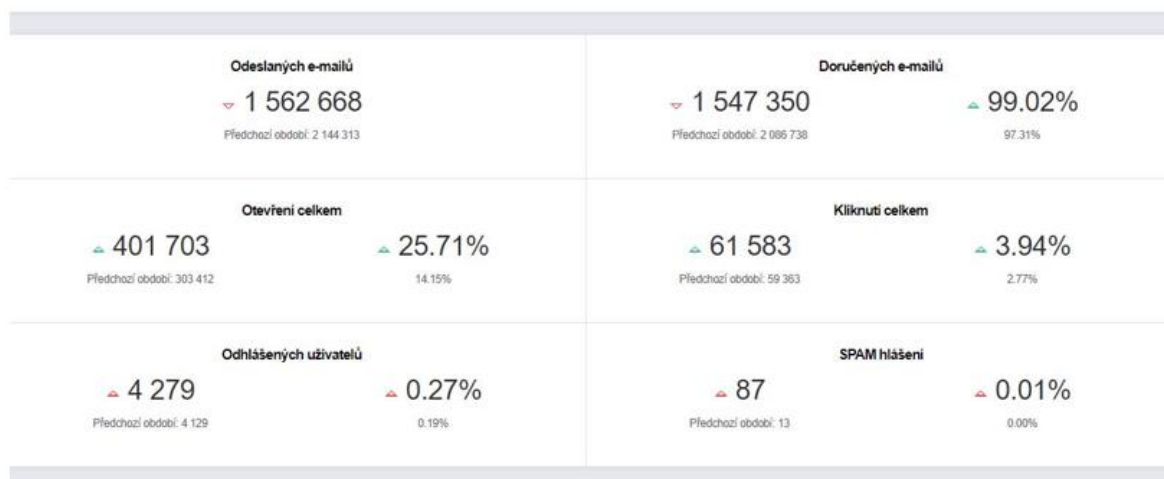 Odeslaných e-mailů
1 562 668
Předchozí období: 2 144 313
Doručených e-mailů
1 547 350
99.02%
Předchozí období: 2 086 738
97.31%
Otevření celkem
401 703
25.71%
Předchozí období: 303 412
14.15%
Kliknutí celkem
61 583
3.94%
Předchozí období: 59 363
2.77%
Odhlášených uživatelů
4 279
0.27%
Předchozí období: 4 129
0.19%
SPAM hlášení
87
0.01%
Předchozí období: 13
0.00%